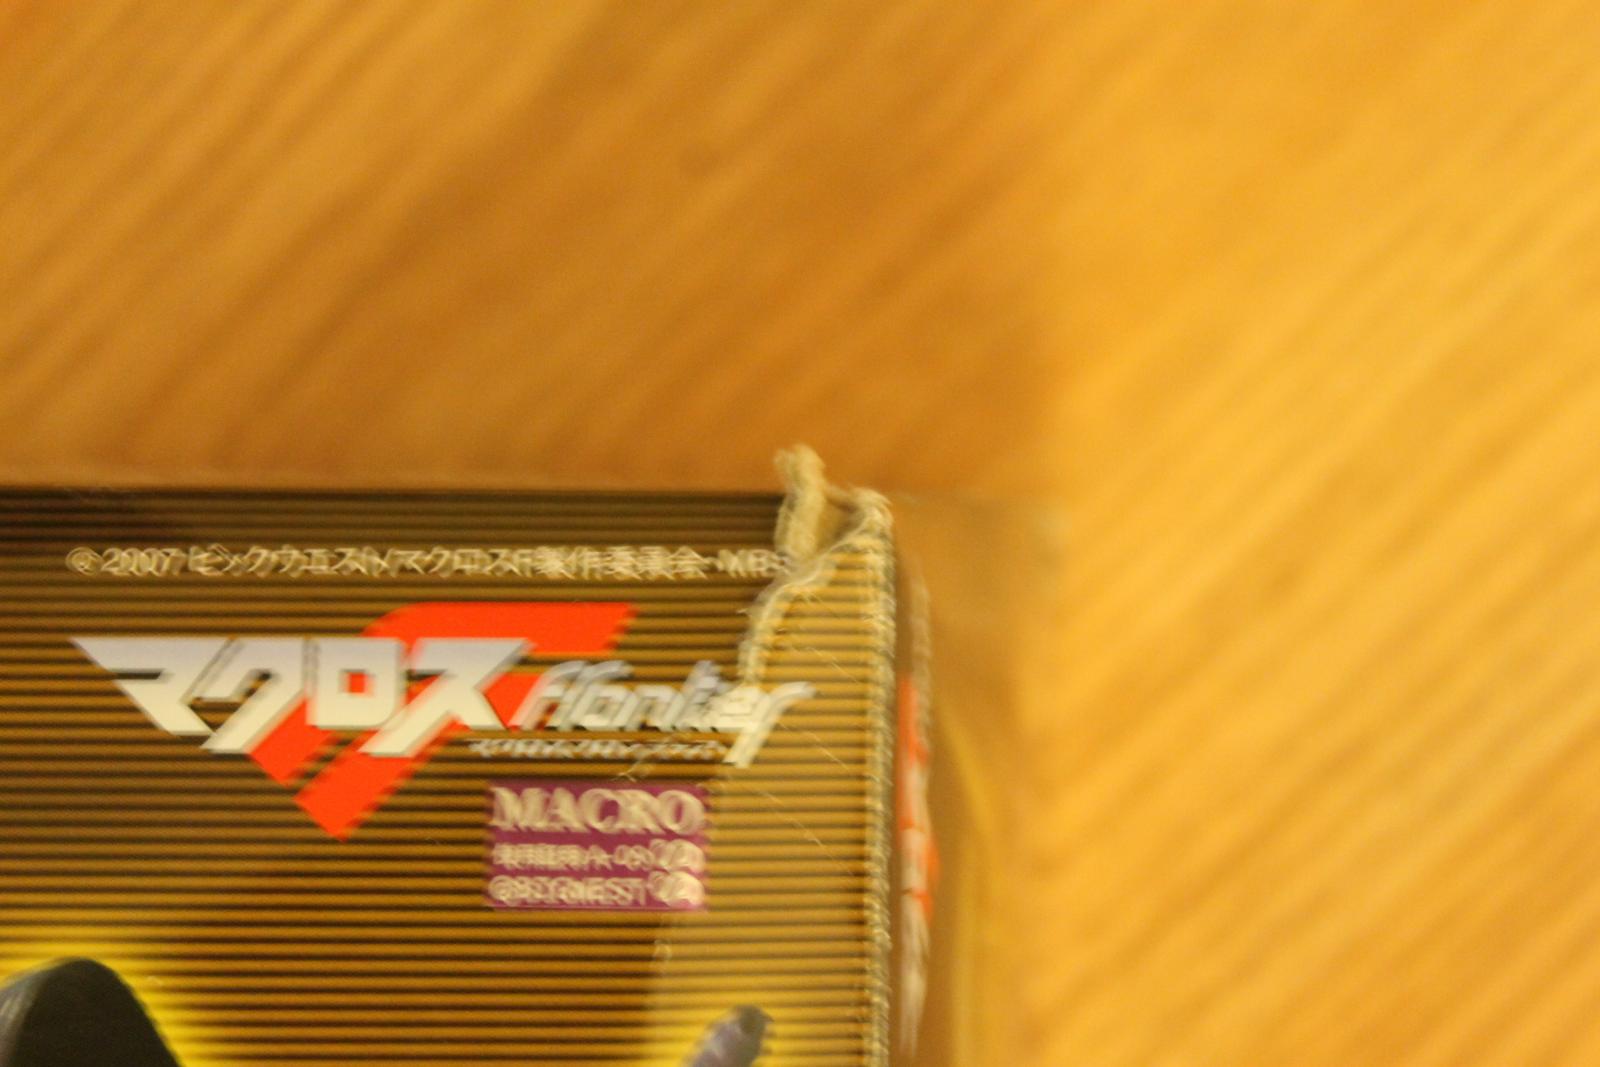 © 2007 ビックウエスト/マクロスF製作委員会・MBS
マクロス Frontier
MACRO
©BIGWEST